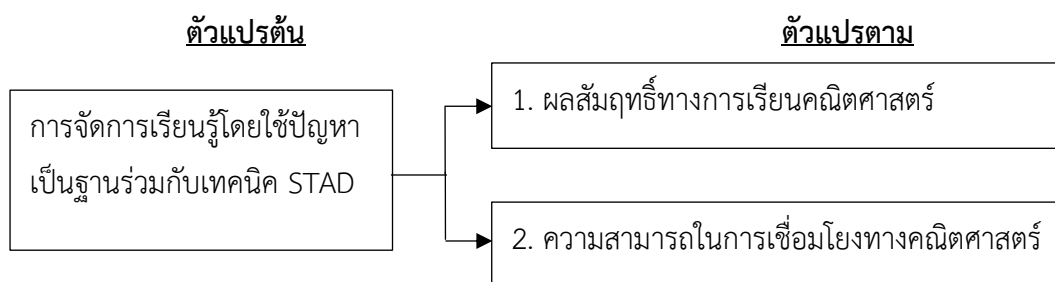 ตัวแปรต้น
ตัวแปรตาม
การจัดการเรียนรู้โดยใช้ปัญหา
เป็นฐานร่วมกับเทคนิค STAD
1. ผลสัมฤทธิ์ทางการเรียนคณิตศาสตร์
2. ความสามารถในการเชื่อมโยงทางคณิตศาสตร์